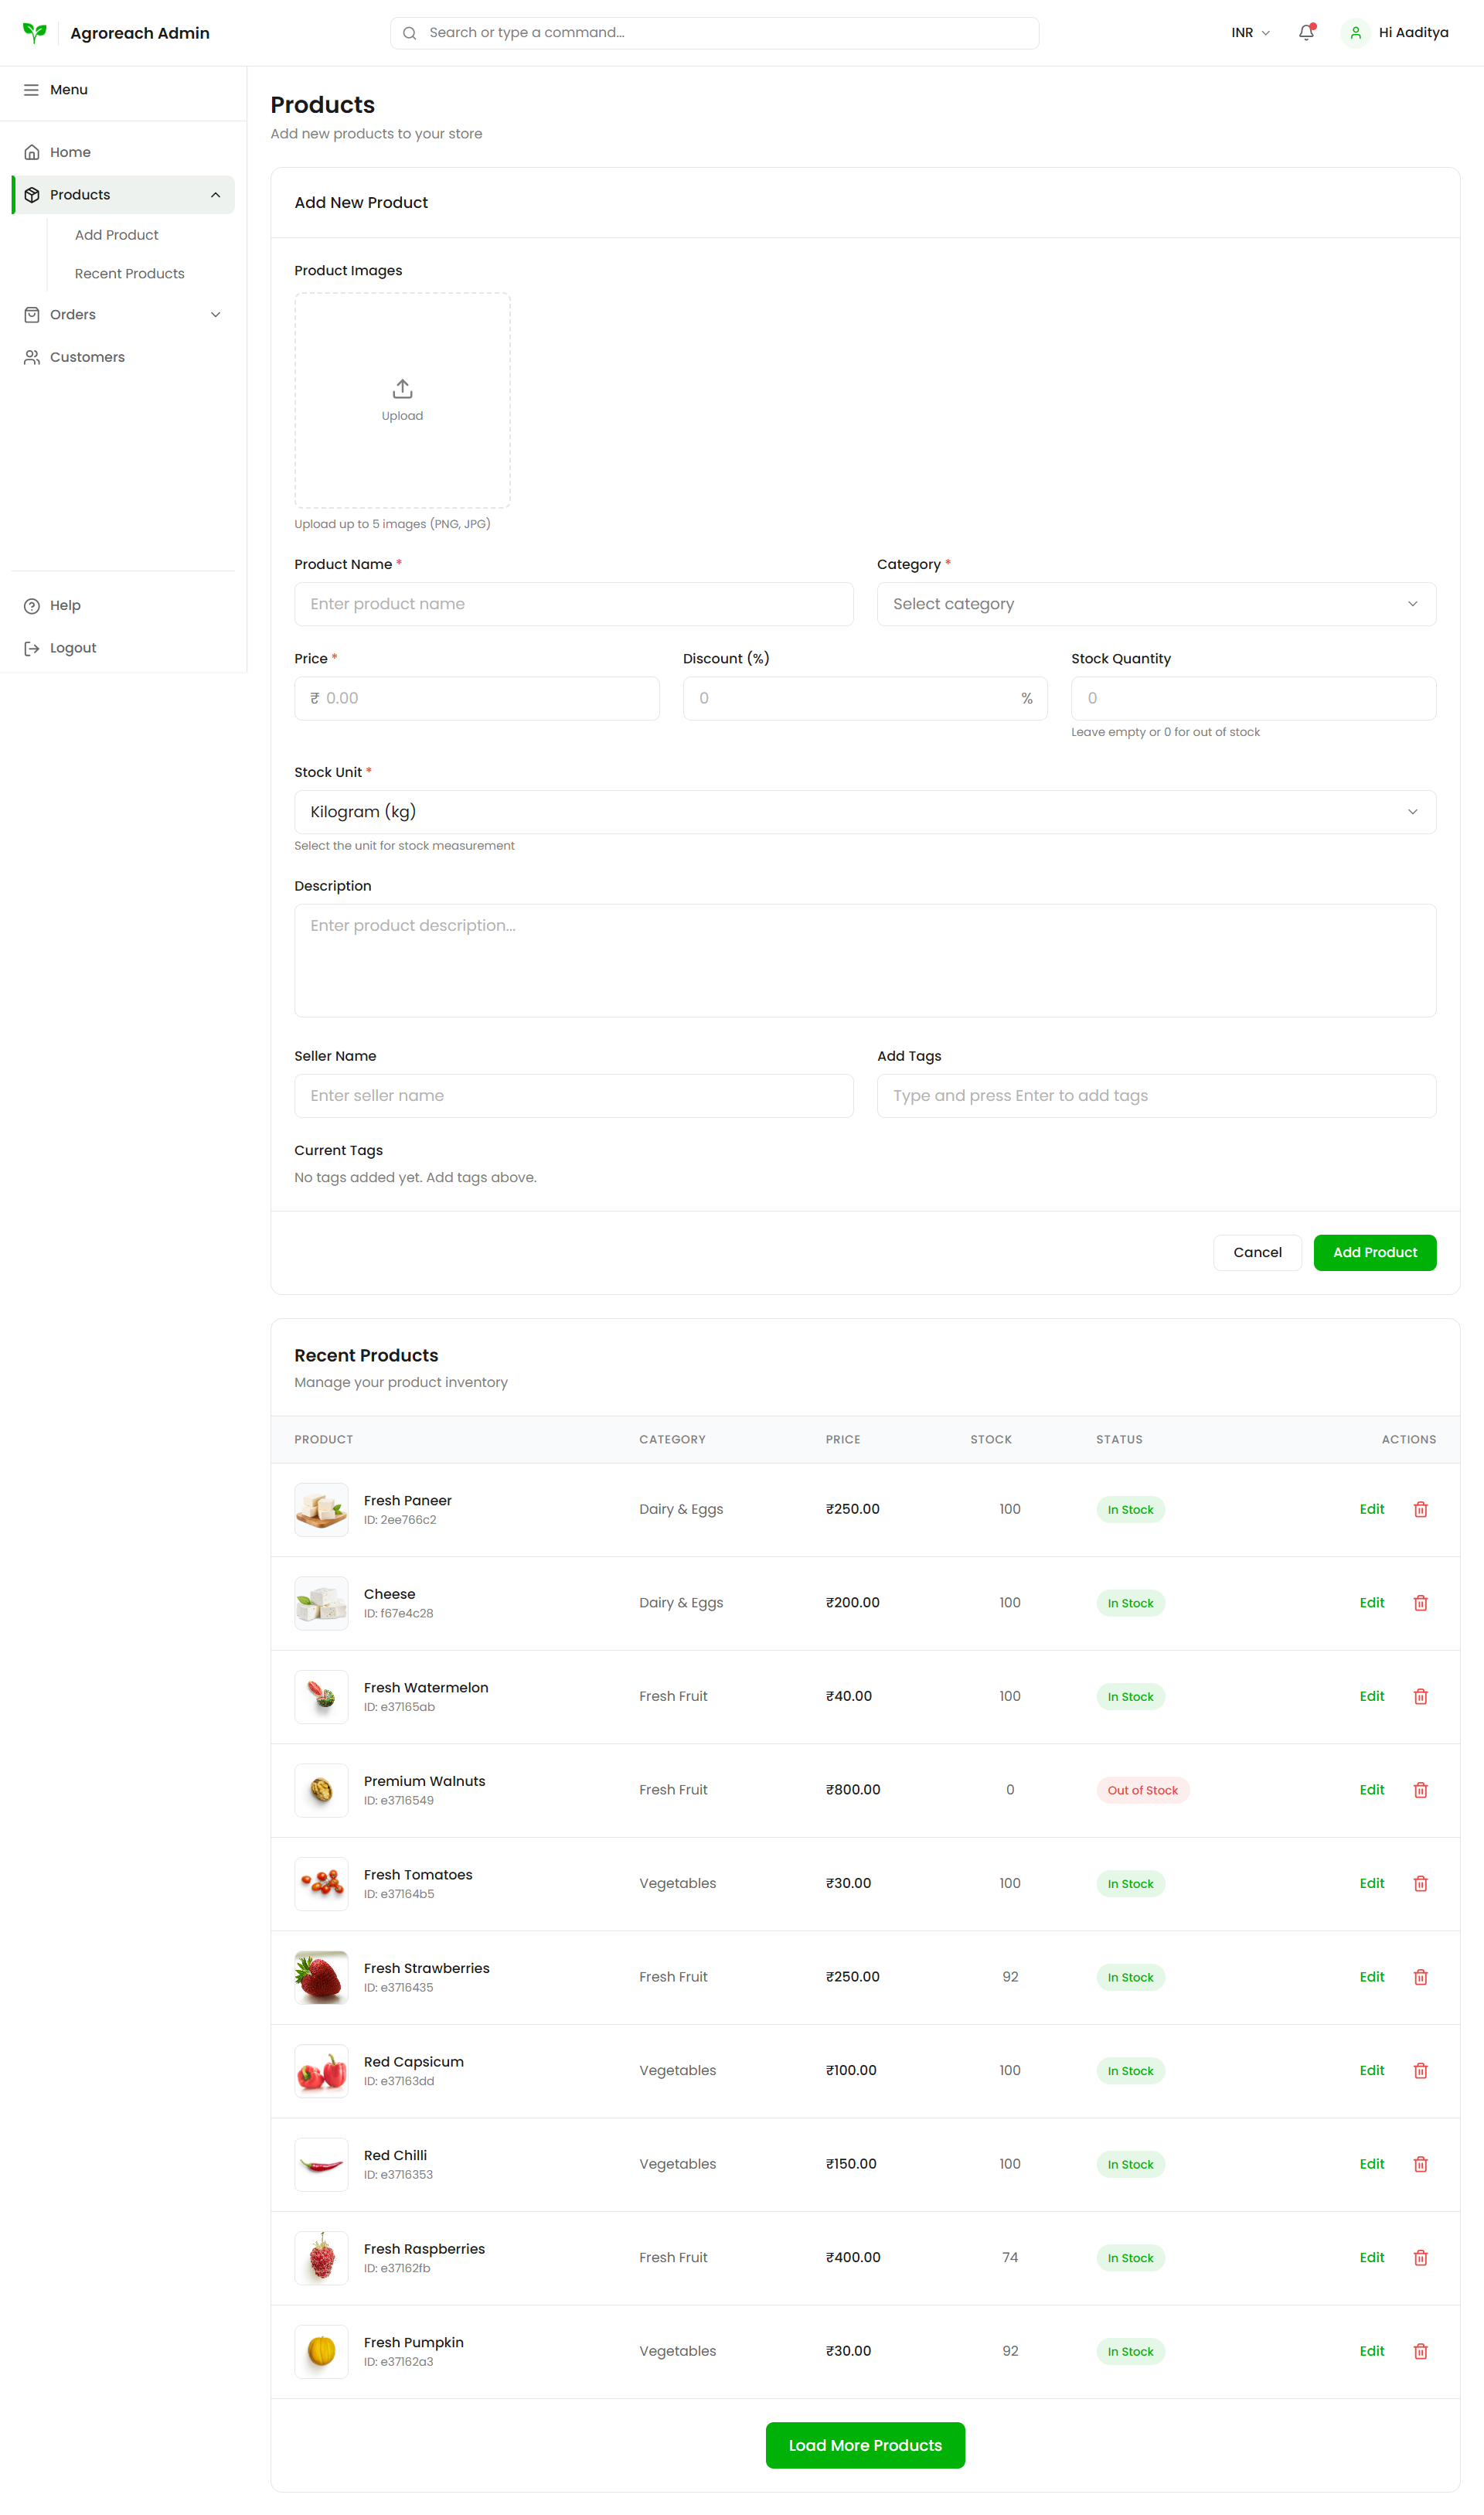 Agroreach Admin
Search or type a command...
INR
Hi Aaditya
Menu
Home
Products
Add Product
Recent Products
Orders
Customers
Help
Logout
Products
Add new products to your store
Add New Product
Product Images
Upload
Upload up to 5 images (PNG, JPG)
Product Name *
Category *
Enter product name
Select category
Price *
Discount (%)
Stock Quantity
₹ 0.00
0 %
0
Leave empty or 0 for out of stock
Stock Unit *
Kilogram (kg)
Select the unit for stock measurement
Description
Enter product description...
Seller Name
Add Tags
Enter seller name
Type and press Enter to add tags
Current Tags
No tags added yet. Add tags above.
Cancel
Add Product
Recent Products
Manage your product inventory
PRODUCT CATEGORY PRICE STOCK STATUS ACTIONS
Fresh Paneer
ID: 2ee766c2
Dairy & Eggs ₹250.00 100 In Stock Edit
Cheese
ID: f67e4c28
Dairy & Eggs ₹200.00 100 In Stock Edit
Fresh Watermelon
ID: e37165ab
Fresh Fruit ₹40.00 100 In Stock Edit
Premium Walnuts
ID: e3716549
Fresh Fruit ₹800.00 0 Out of Stock Edit
Fresh Tomatoes
ID: e37164b5
Vegetables ₹30.00 100 In Stock Edit
Fresh Strawberries
ID: e3716435
Fresh Fruit ₹250.00 92 In Stock Edit
Red Capsicum
ID: e37163dd
Vegetables ₹100.00 100 In Stock Edit
Red Chilli
ID: e3716353
Vegetables ₹150.00 100 In Stock Edit
Fresh Raspberries
ID: e37162fb
Fresh Fruit ₹400.00 74 In Stock Edit
Fresh Pumpkin
ID: e37162a3
Vegetables ₹30.00 92 In Stock Edit
Load More Products